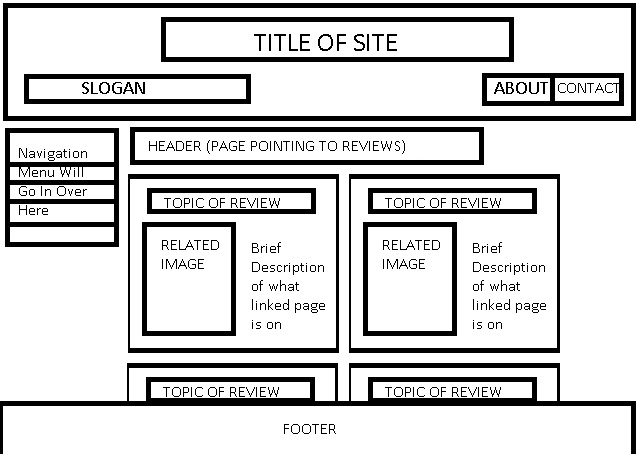 TITLE OF SITE
SLOGAN
ABOUT
CONTACT
Navigation
Menu Will
Go In Over
Here
HEADER (PAGE POINTING TO REVIEWS)
TOPIC OF REVIEW
RELATED
IMAGE
Brief
Description
of what
linked page
is on
TOPIC OF REVIEW
RELATED
IMAGE
Brief
Description
of what
linked page
is on
TOPIC OF REVIEW
TOPIC OF REVIEW
FOOTER